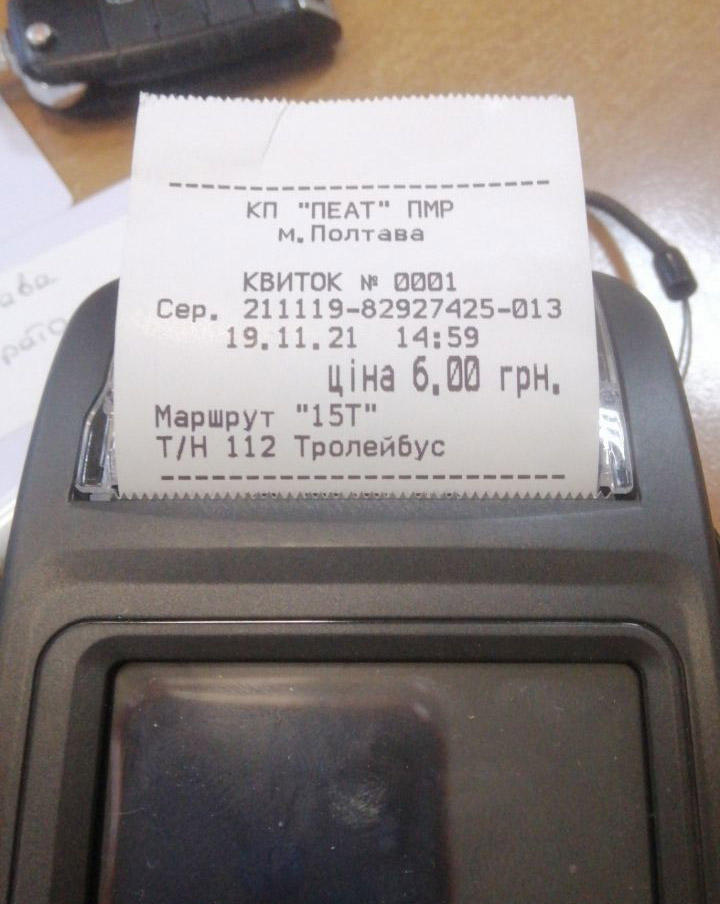 КП "ПЕАТ" ПМР
м.Полтава
КВИТОК № 0001
Сер. 211119-82927425-013
19.11.21 14:59
ціна 6.00 грн.
Маршрут "15Т"
Т/Н 112 Тролейбус